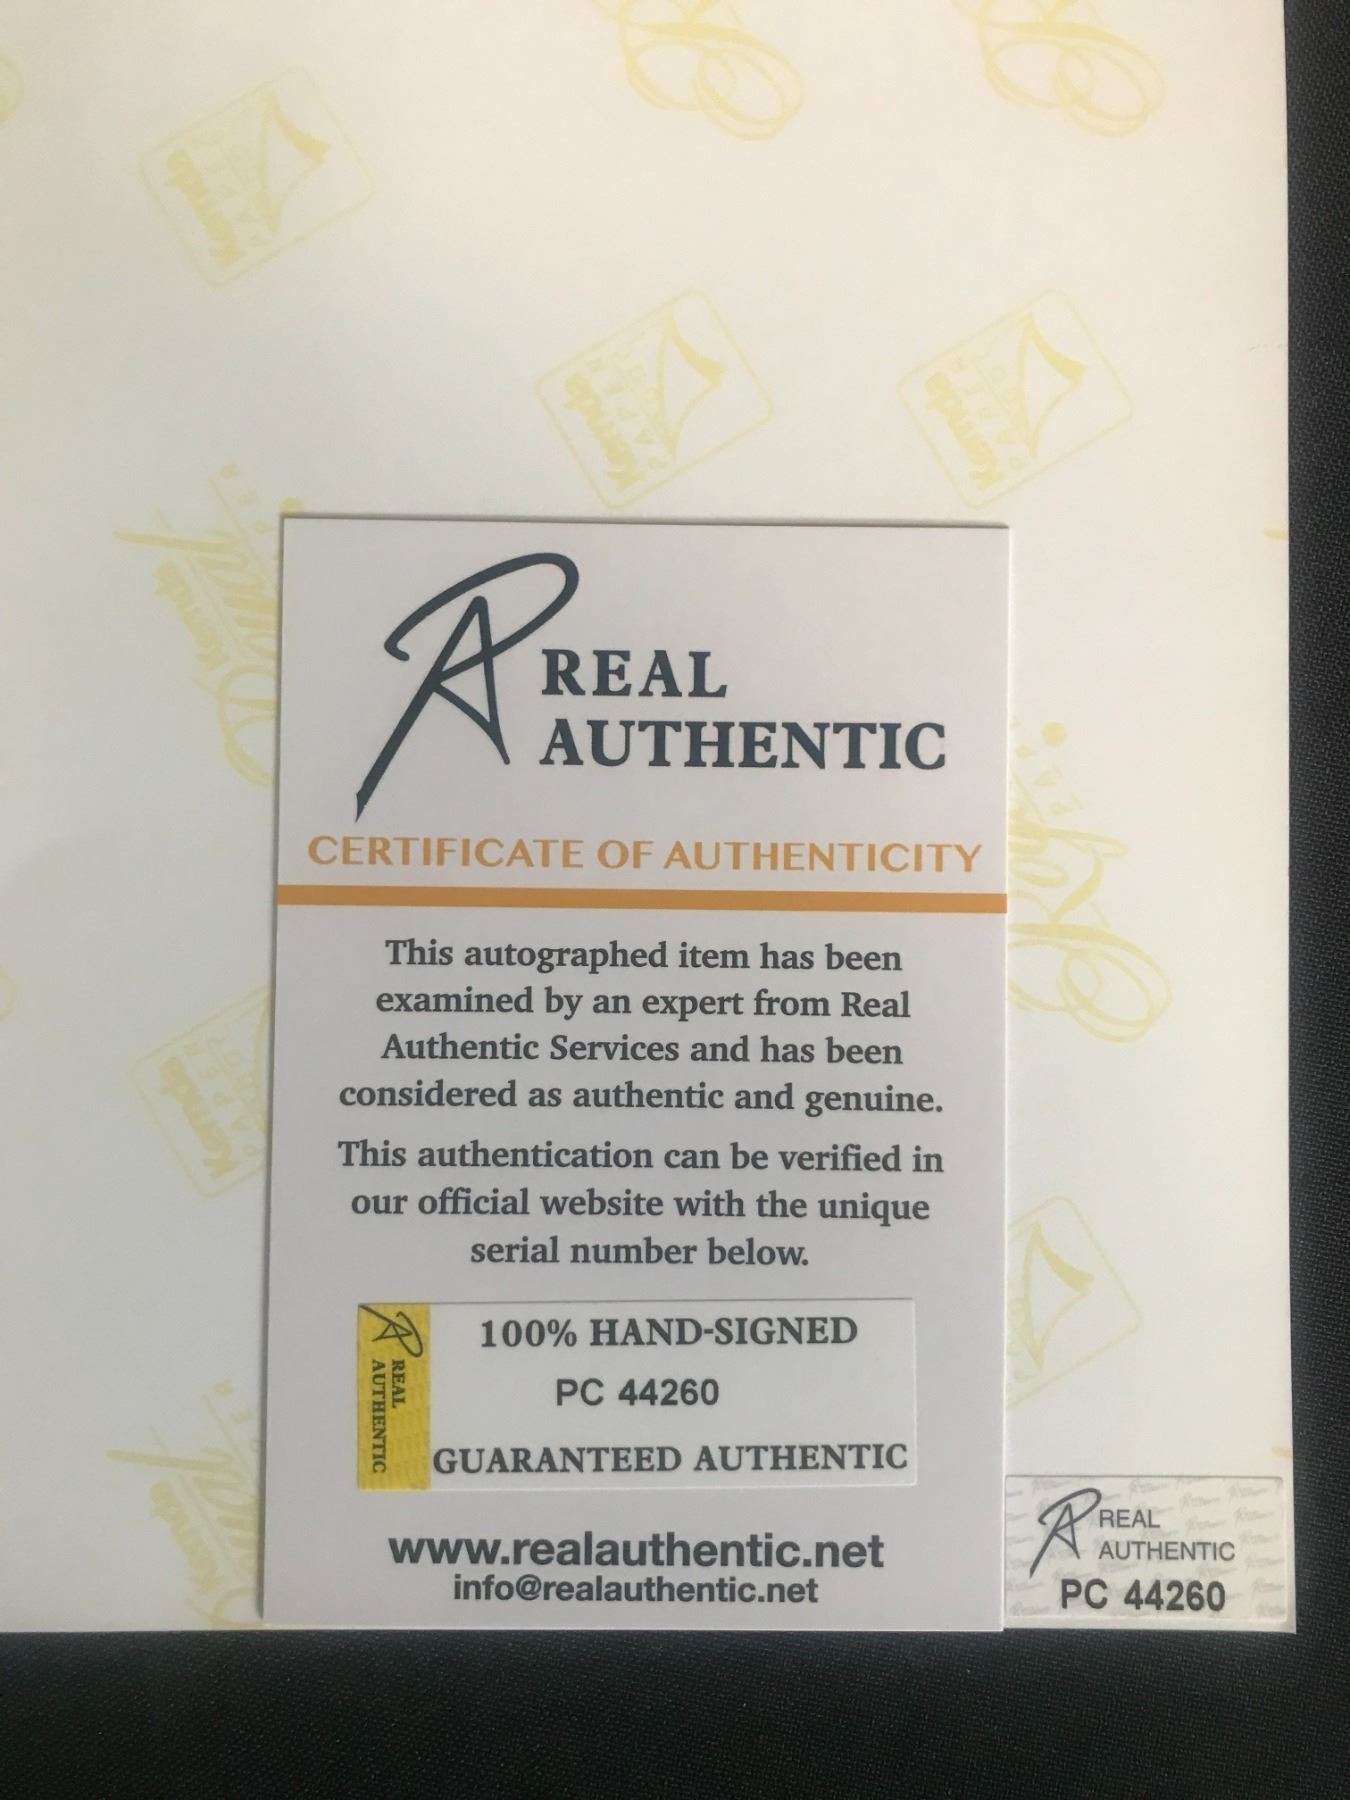 REAL
AUTHENTIC
CERTIFICATE OF AUTHENTICITY
This autographed item has been
examined by an expert from Real
Authentic Services and has been
considered as authentic and genuine.
This authentication can be verified in
our official website with the unique
serial number below.
REAL
AUTHENTIC
100% HAND-SIGNED
PC 44260
GUARANTEED AUTHENTIC
www.realauthentic.net
info@realauthentic.net
REAL
AUTHENTIC
PC 44260